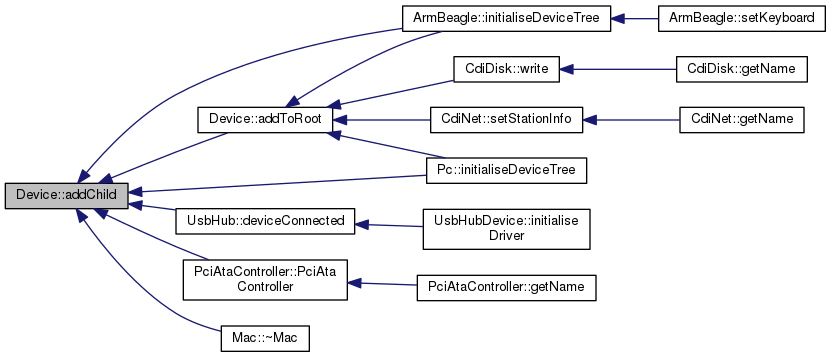 ArmBeagle::initialiseDeviceTree
ArmBeagle::setKeyboard
CdiDisk::write
CdiDisk::getName
Device::addToRoot
CdiNet::setStationInfo
CdiNet::getName
Pc::initialiseDeviceTree
Device::addChild
UsbHub::deviceConnected
UsbHubDevice::initialise
Driver
PciAtaController::PciAta
Controller
PciAtaController::getName
Mac::~Mac